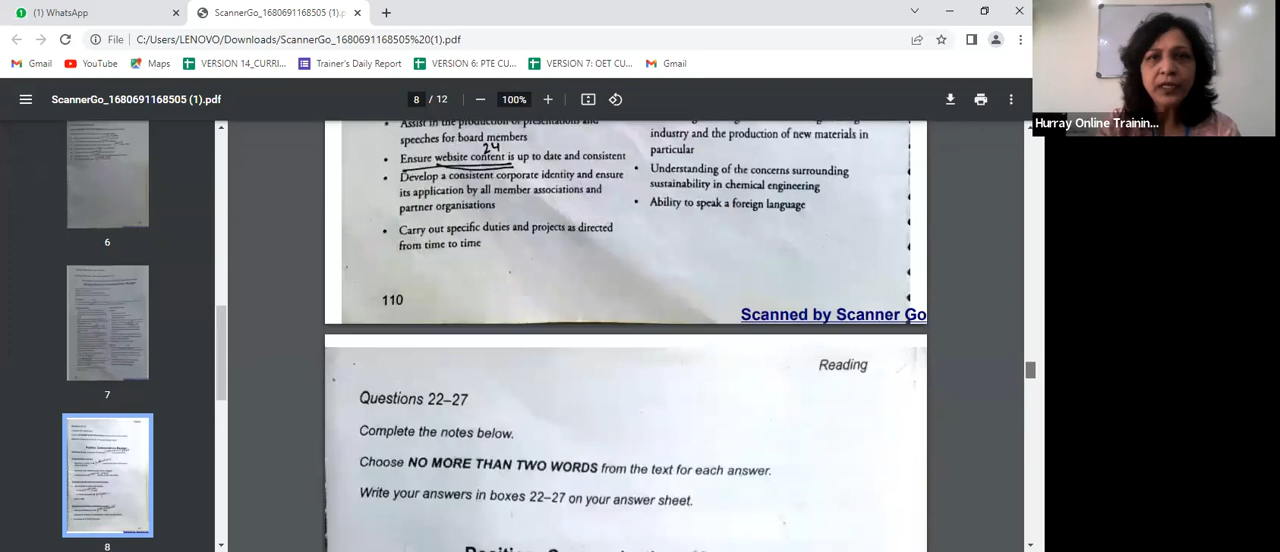 (1) WhatsApp
ScannerGo_1680691168505 (1).p
File
C:/Users/LENOVO/Downloads/ScannerGo_1680691168505%20(1).pdf
Gmail
YouTube
Maps
VERSION 14_CURRI...
Trainer's Daily Report
VERSION 6: PTE CU...
VERSION 7: OET CU...
Gmail
ScannerGo_1680691168505 (1).pdf
8 / 12
100%
Hurray Online Trainin...
6
7
8
Assist in the production of presentations and
speeches for board members
24
• Ensure website content is up to date and consistent
• Develop a consistent corporate identity and ensure
its application by all member associations and
partner organisations
• Carry out specific duties and projects as directed
from time to time
industry and the production of new materials in
particular
• Understanding of the concerns surrounding
sustainability in chemical engineering
• Ability to speak a foreign language
110
Scanned by Scanner Go
Reading
Questions 22–27
Complete the notes below.
Choose NO MORE THAN TWO WORDS from the text for each answer.
Write your answers in boxes 22–27 on your answer sheet.